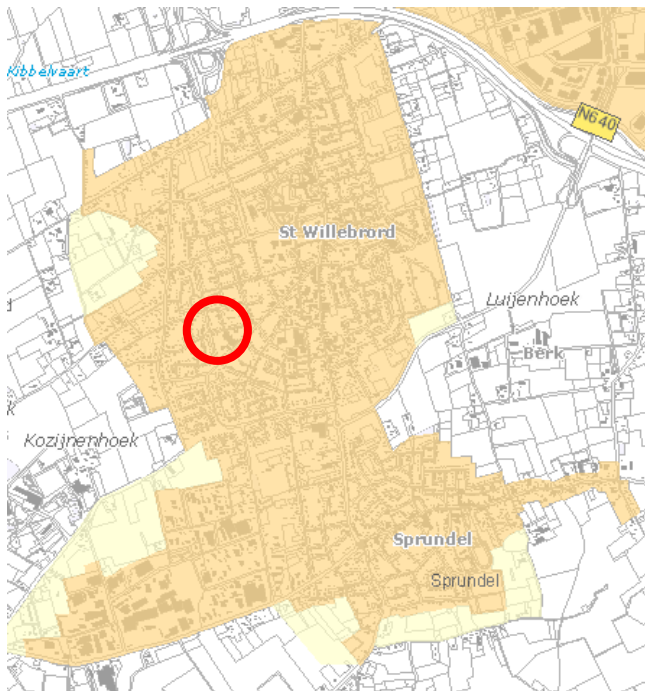 Kibbelvaart
N640
St Willebrord
Luijenhoek
Berk
Kozijnenhoek
Sprundel
Sprundel